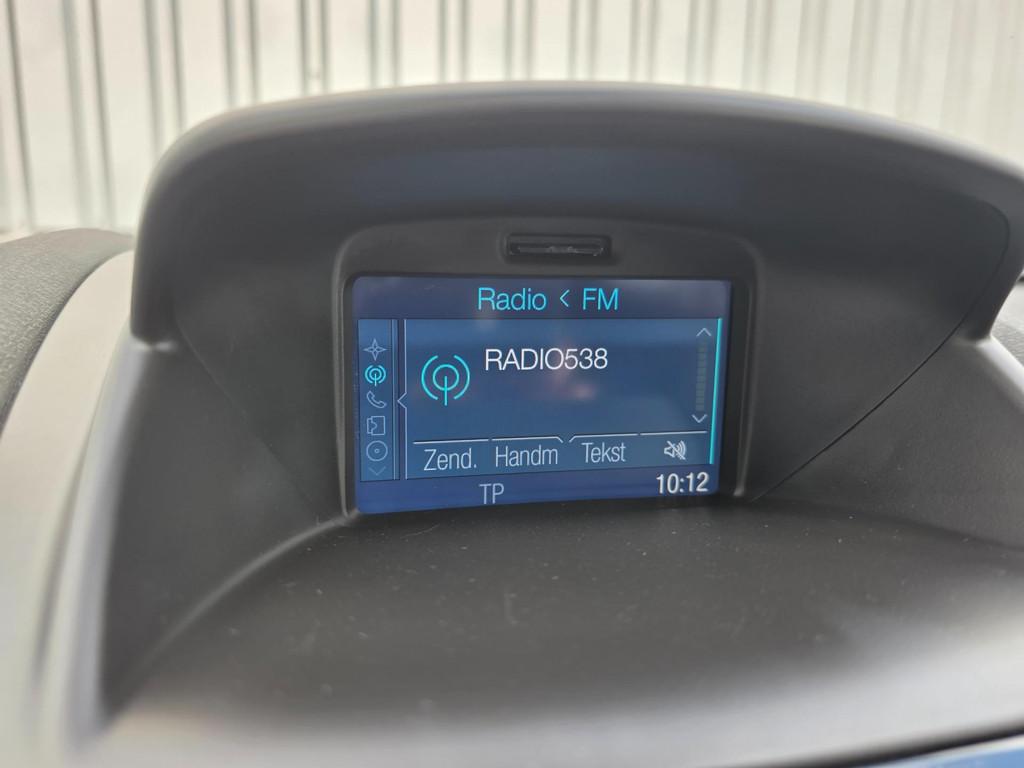 Radio < FM
RADIO538
Zend. Handm Tekst
TP 10:12